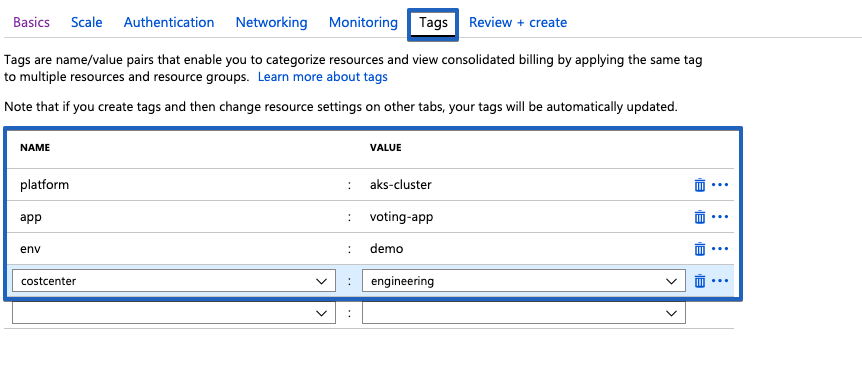 Basics Scale Authentication Networking Monitoring Tags Review + create
Tags are name/value pairs that enable you to categorize resources and view consolidated billing by applying the same tag
to multiple resources and resource groups. Learn more about tags
Note that if you create tags and then change resource settings on other tabs, your tags will be automatically updated.
NAME VALUE
platform : aks-cluster
app : voting-app
env : demo
costcenter : engineering
: